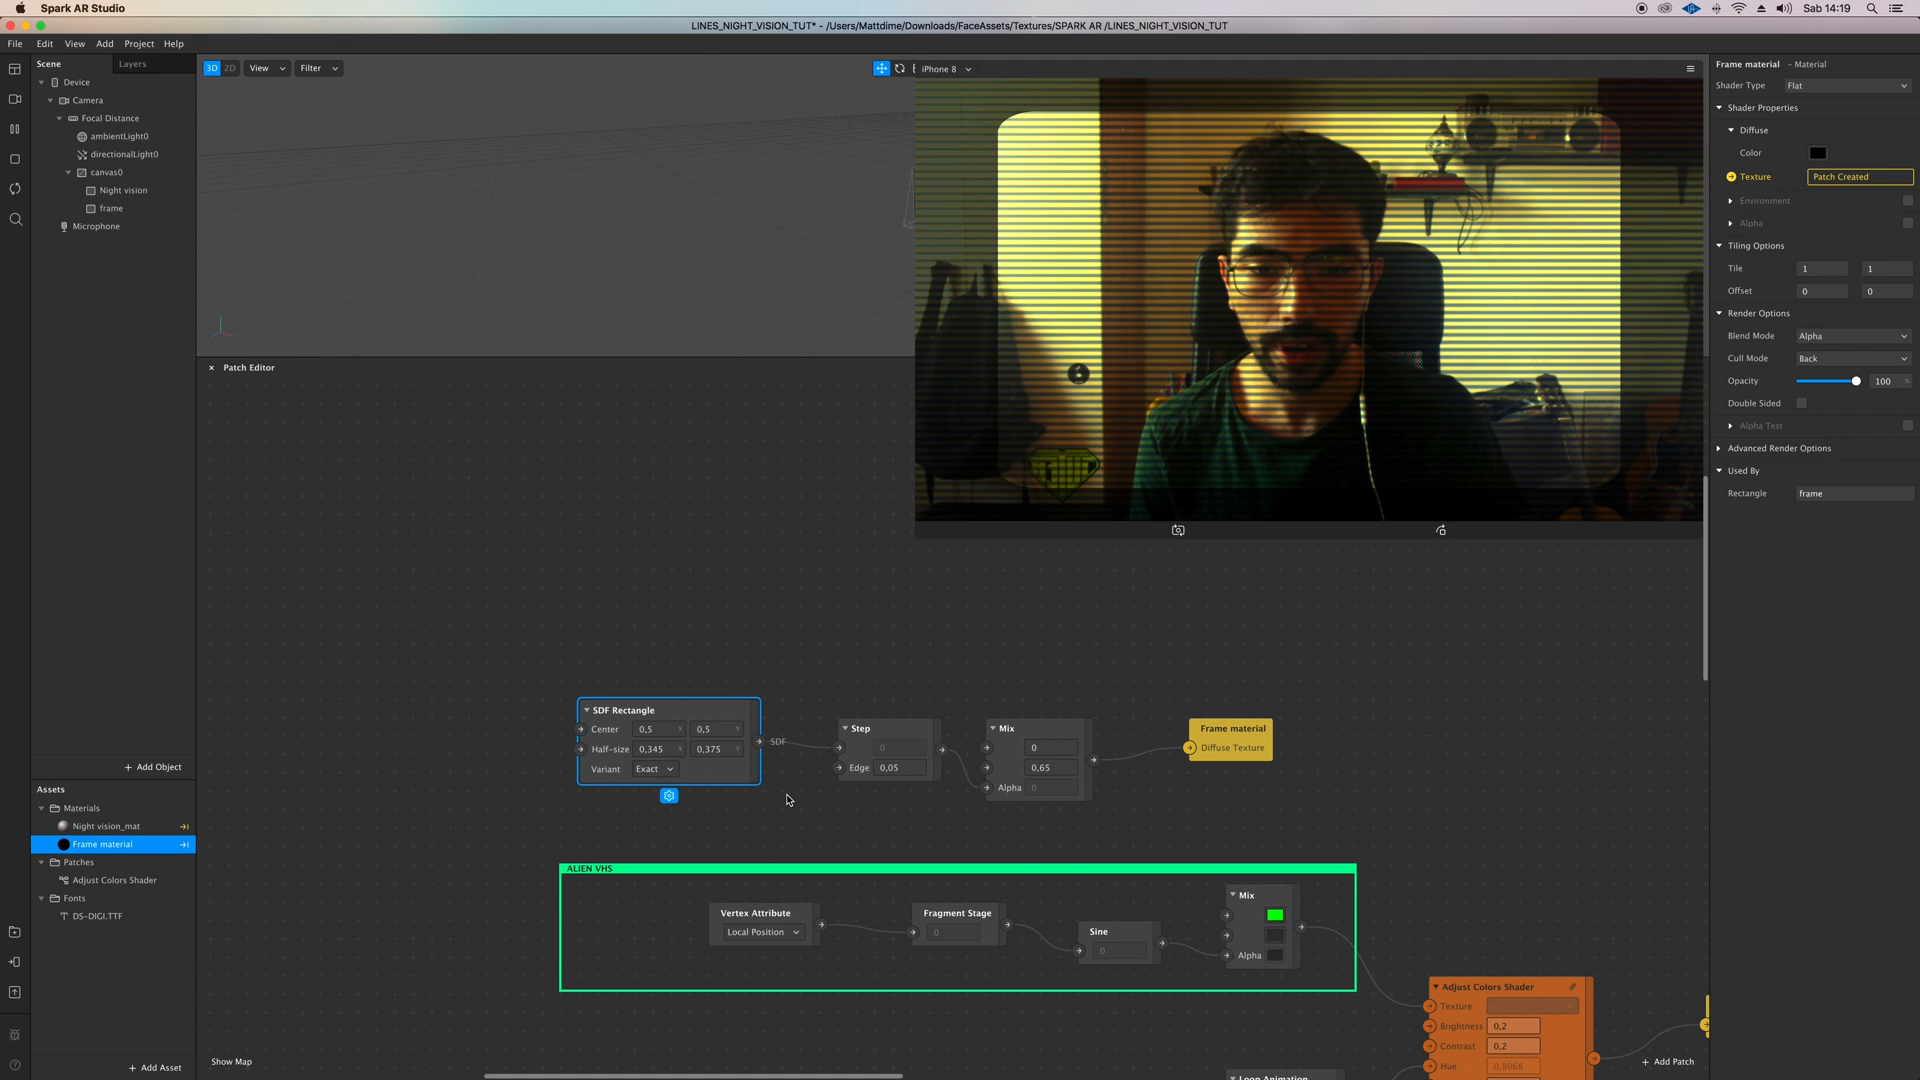 Spark AR Studio
Sab 14:19
LINES_NIGHT_VISION_TUT* - /Users/Mattdime/Downloads/FaceAssets/Textures/SPARK AR /LINES_NIGHT_VISION_TUT
File Edit View Add Project Help
Scene Layers
Device
Camera
Focal Distance
ambientLight0
directionalLight0
canvas0
Night vision
frame
Microphone
+ Add Object
Assets
Materials
Night vision_mat
Frame material
Patches
Adjust Colors Shader
Fonts
DS-DIGI.TTF
+ Add Asset
3D 2D View Filter
iPhone 8
Patch Editor
SDF Rectangle
Center 0,5 X 0,5 Y
Half-size 0,345 X 0,375 Y
Variant Exact
SDF
Step
0
Edge 0,05
Mix
0
0,65
Alpha 0
Frame material
Diffuse Texture
ALIEN VHS
Vertex Attribute
Local Position
Fragment Stage
0
Sine
0
Mix
Alpha
Adjust Colors Shader
Texture
Brightness 0,2
Contrast 0,2
Hue 0,8068
Loop Animation
Show Map
+ Add Patch
Frame material - Material
Shader Type Flat
Shader Properties
Diffuse
Color
Texture Patch Created
Environment
Alpha
Tiling Options
Tile 1 1
Offset 0 0
Render Options
Blend Mode Alpha
Cull Mode Back
Opacity 100 %
Double Sided
Alpha Test
Advanced Render Options
Used By
Rectangle frame